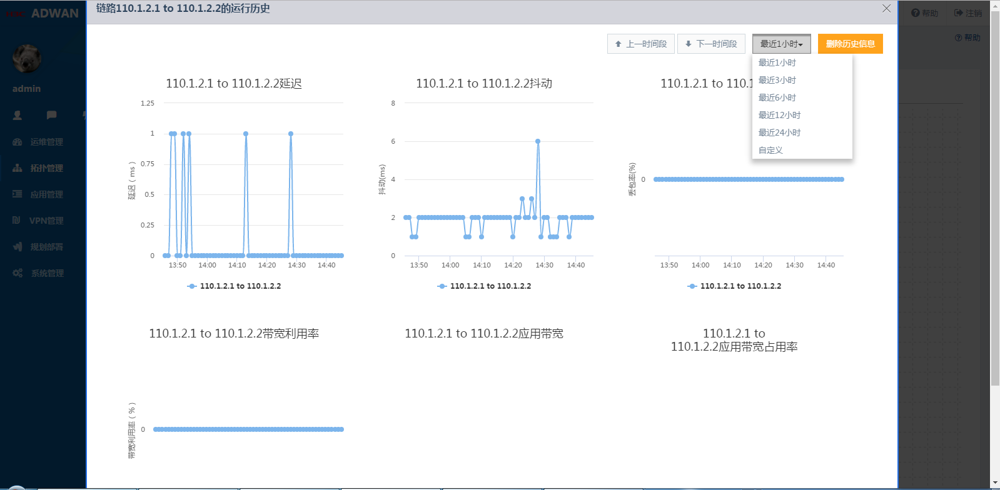 链路110.1.2.1 to 110.1.2.2的运行历史
ADWAN
帮助
注销
帮助
admin
运维管理
拓扑管理
应用管理
VPN管理
规划部署
系统管理
上一时间段
下一时间段
最近1小时
删除历史信息
最近1小时
最近3小时
最近6小时
最近12小时
最近24小时
自定义
110.1.2.1 to 110.1.2.2延迟
延迟（ms）
1.25
1
0.75
0.5
0.25
0
13:50 14:00 14:10 14:20 14:30 14:40
110.1.2.1 to 110.1.2.2
110.1.2.1 to 110.1.2.2抖动
抖动(ms)
8
6
4
2
0
13:50 14:00 14:10 14:20 14:30 14:40
110.1.2.1 to 110.1.2.2
110.1.2.1 to 110.1
丢包率(%)
0
13:50 14:00 14:10 14:20 14:30 14:40
110.1.2.1 to 110.1.2.2
110.1.2.1 to 110.1.2.2带宽利用率
带宽利用率（%）
0
110.1.2.1 to 110.1.2.2应用带宽
110.1.2.1 to
110.1.2.2应用带宽占用率